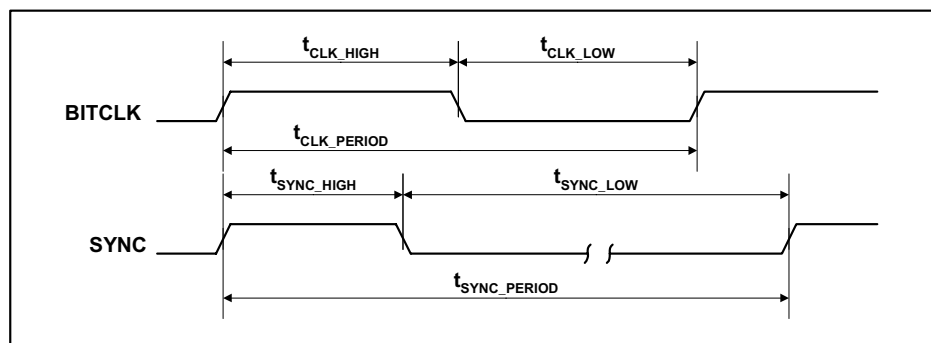 tCLK_HIGH tCLK_LOW
BITCLK
tCLK_PERIOD
tSYNC_HIGH tSYNC_LOW
SYNC
tSYNC_PERIOD